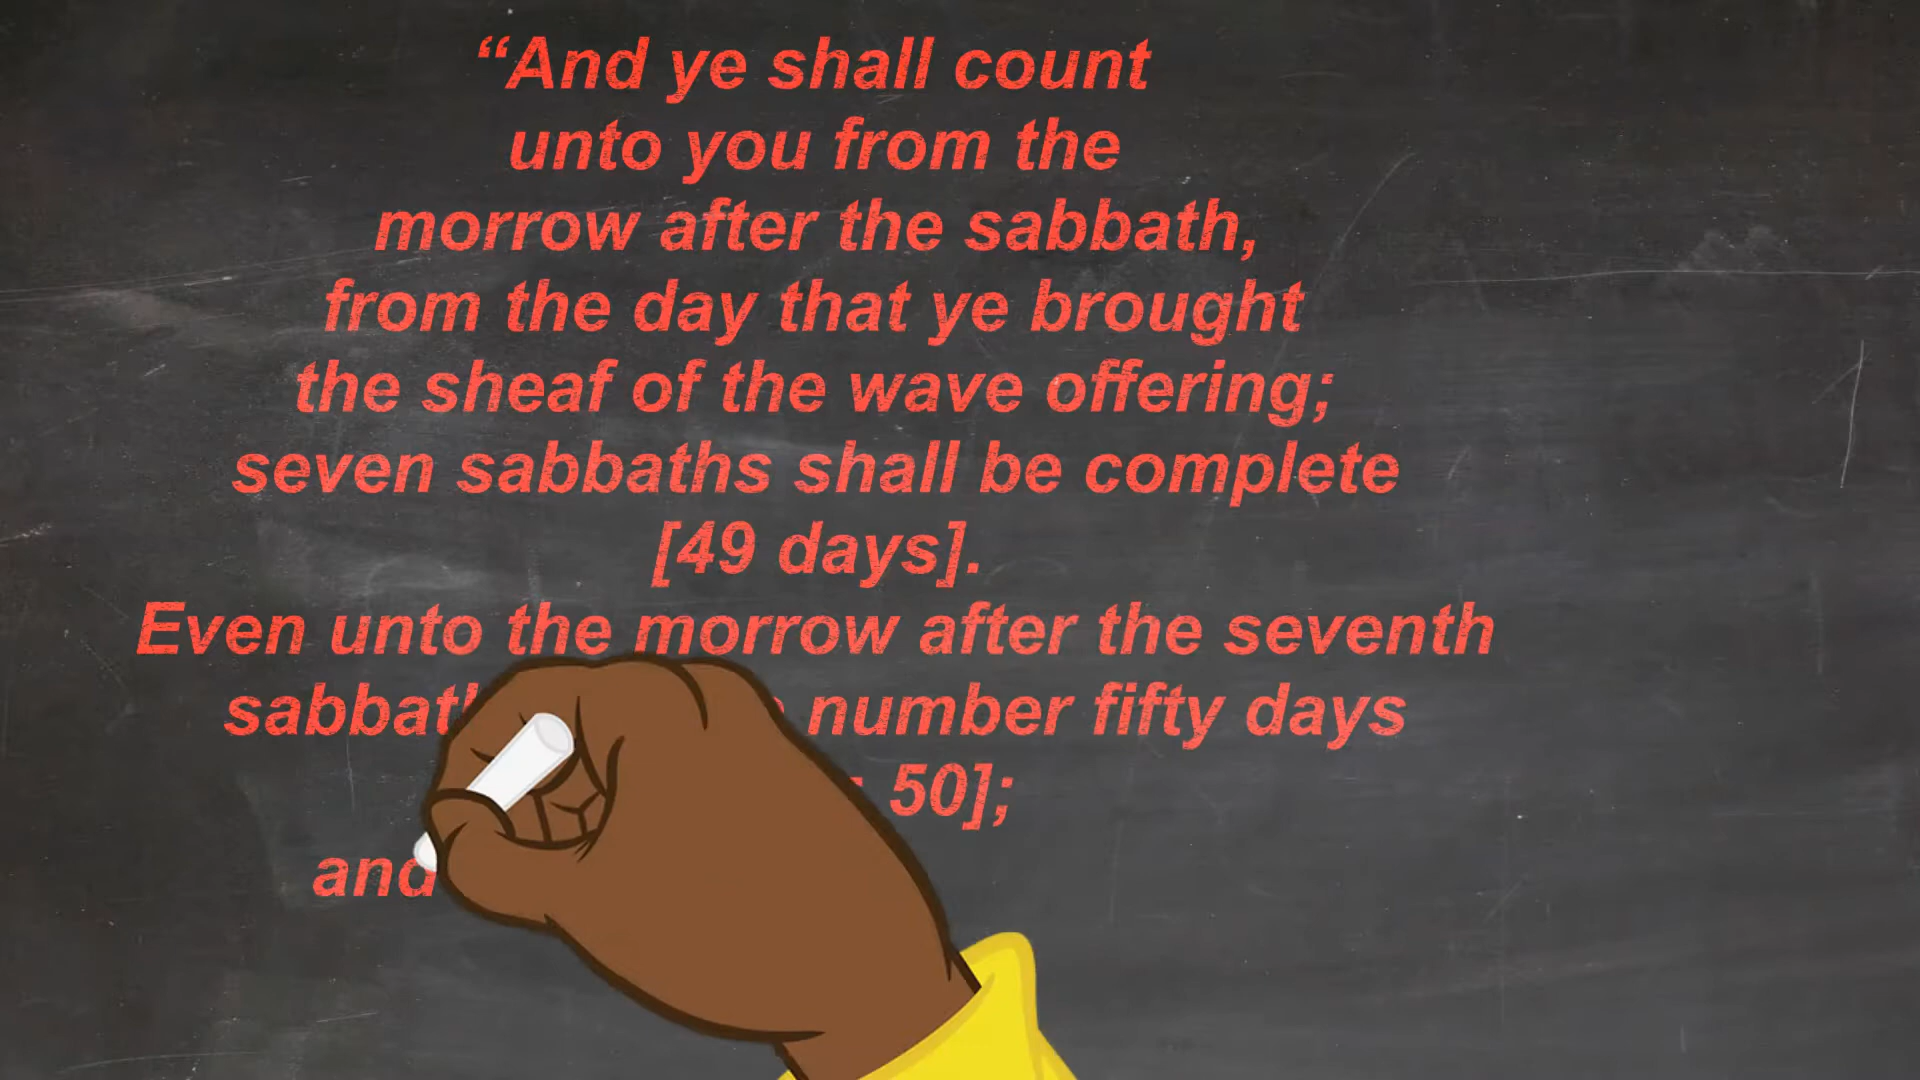 “And ye shall count
unto you from the
morrow after the sabbath,
from the day that ye brought
the sheaf of the wave offering;
seven sabbaths shall be complete
[49 days].
Even unto the morrow after the seventh
number fifty days
50];
and